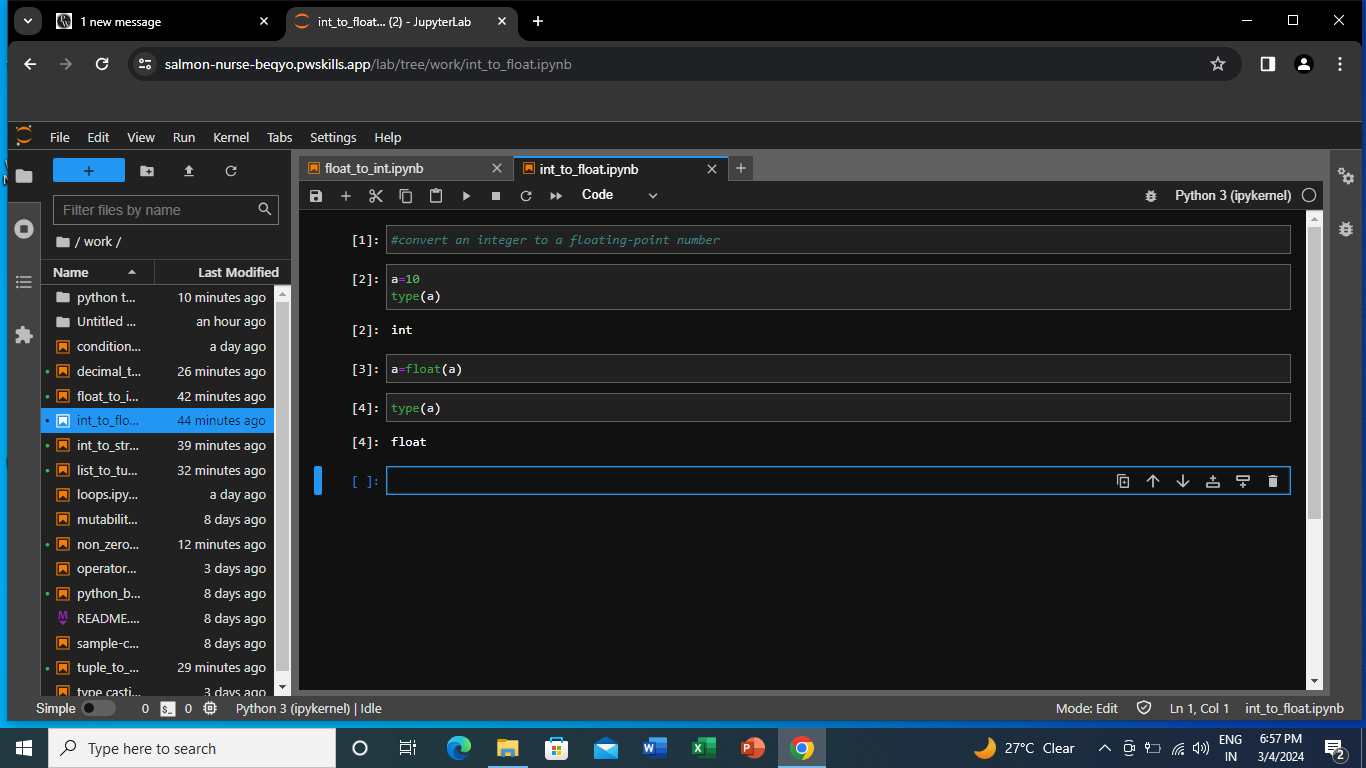 1 new message
int_to_float... (2) - JupyterLab
salmon-nurse-beqyo.pwskills.app/lab/tree/work/int_to_float.ipynb
File Edit View Run Kernel Tabs Settings Help
+
Filter files by name
/ work /
Name Last Modified
python t... 10 minutes ago
Untitled ... an hour ago
condition... a day ago
decimal_t... 26 minutes ago
float_to_i... 42 minutes ago
int_to_flo... 44 minutes ago
int_to_str... 39 minutes ago
list_to_tu... 32 minutes ago
loops.ipy... a day ago
mutabilit... 8 days ago
non_zero... 12 minutes ago
operator... 3 days ago
python_b... 8 days ago
README.... 8 days ago
sample-c... 8 days ago
tuple_to_... 29 minutes ago
type casti... 3 days ago
float_to_int.ipynb
int_to_float.ipynb
Code
Python 3 (ipykernel)
[1]: #convert an integer to a floating-point number
[2]: a=10
type(a)
[2]: int
[3]: a=float(a)
[4]: type(a)
[4]: float
[ ]:
Simple 0 $_ 0 Python 3 (ipykernel) | Idle
Mode: Edit Ln 1, Col 1 int_to_float.ipynb
Type here to search
27°C Clear
ENG
IN
6:57 PM
3/4/2024
2